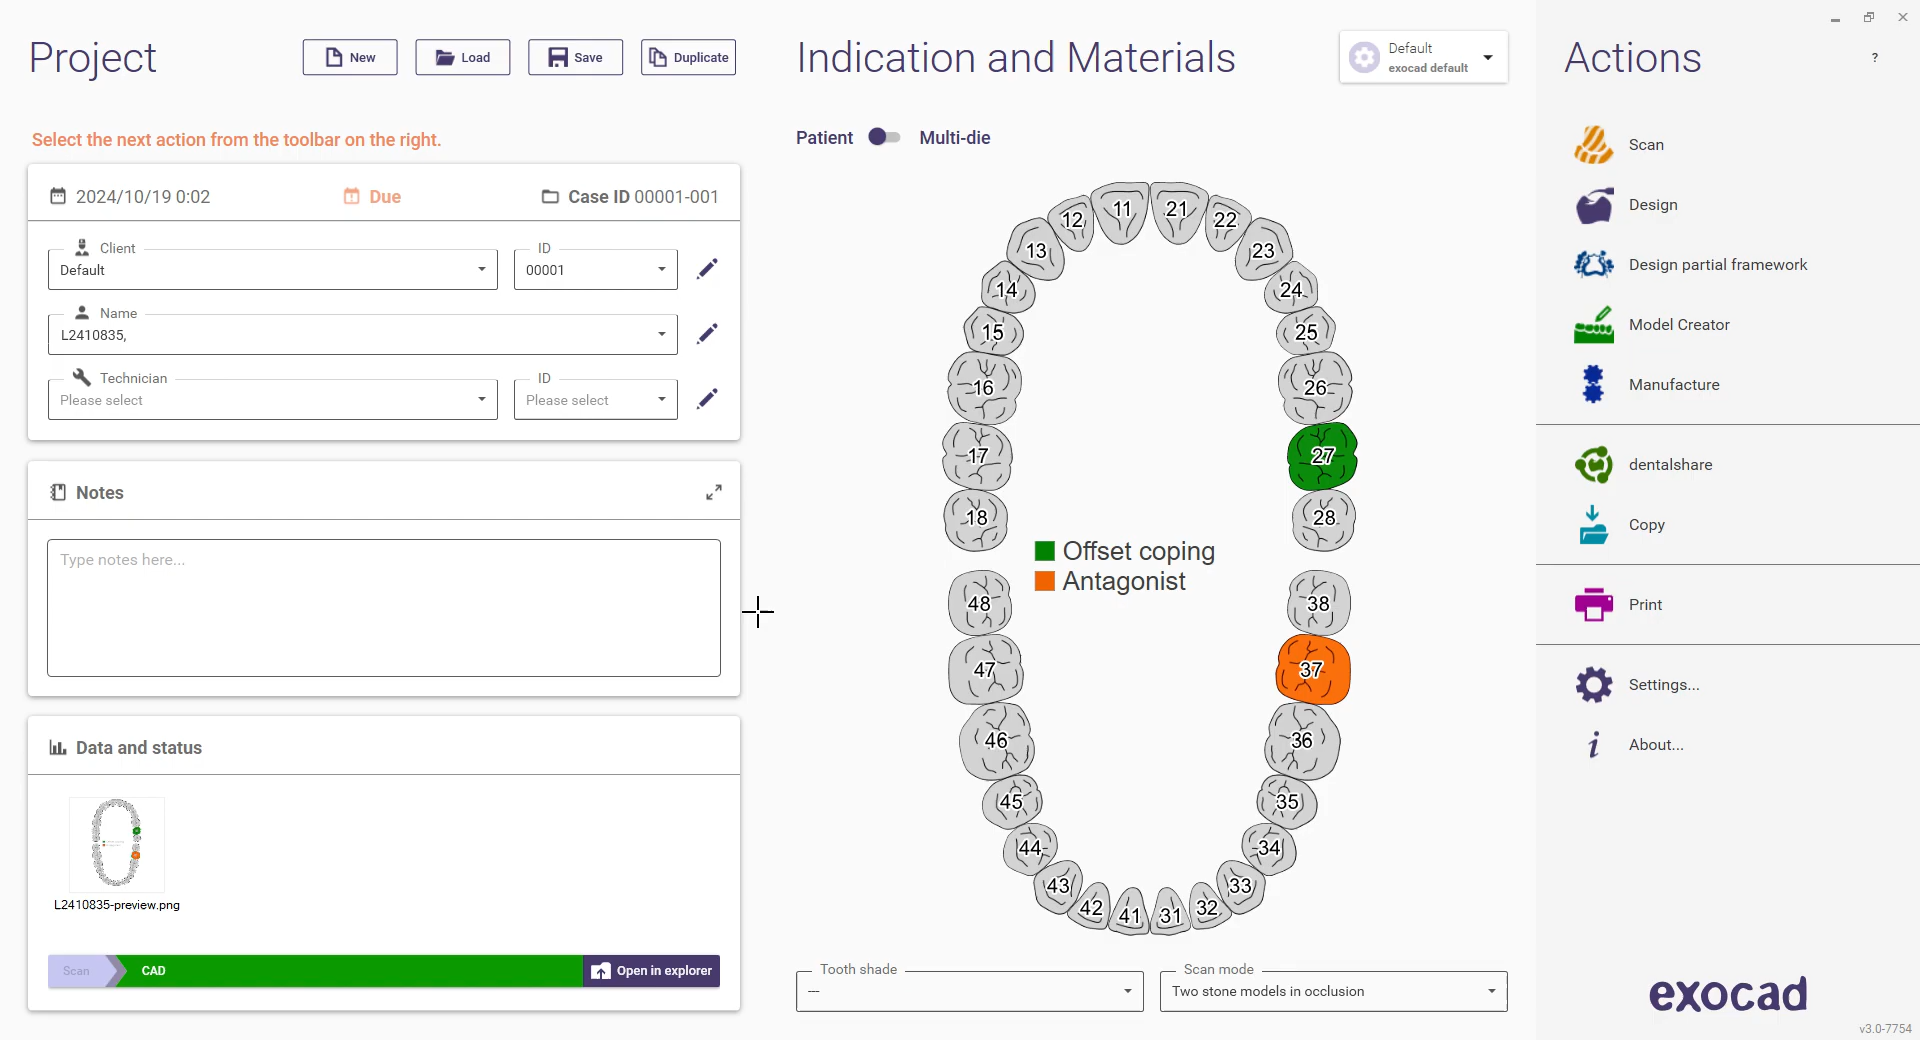 Project
New
Load
Save
Duplicate
Select the next action from the toolbar on the right.
2024/10/19 0:02
Due
Case ID 00001-001
Client
Default
ID
00001
Name
L2410835,
Technician
Please select
ID
Please select
Notes
Type notes here...
Data and status
L2410835-preview.png
Scan
CAD
Open in explorer
Indication and Materials
Default
exocad default
Patient
Multi-die
11
21
12
22
13
23
14
24
15
25
16
26
17
27
18
28
Offset coping
Antagonist
48
38
47
37
46
36
45
35
44
34
43
33
42
32
41
31
Tooth shade
---
Scan mode
Two stone models in occlusion
Actions
?
Scan
Design
Design partial framework
Model Creator
Manufacture
dentalshare
Copy
Print
Settings...
About...
exocad
v3.0-7754